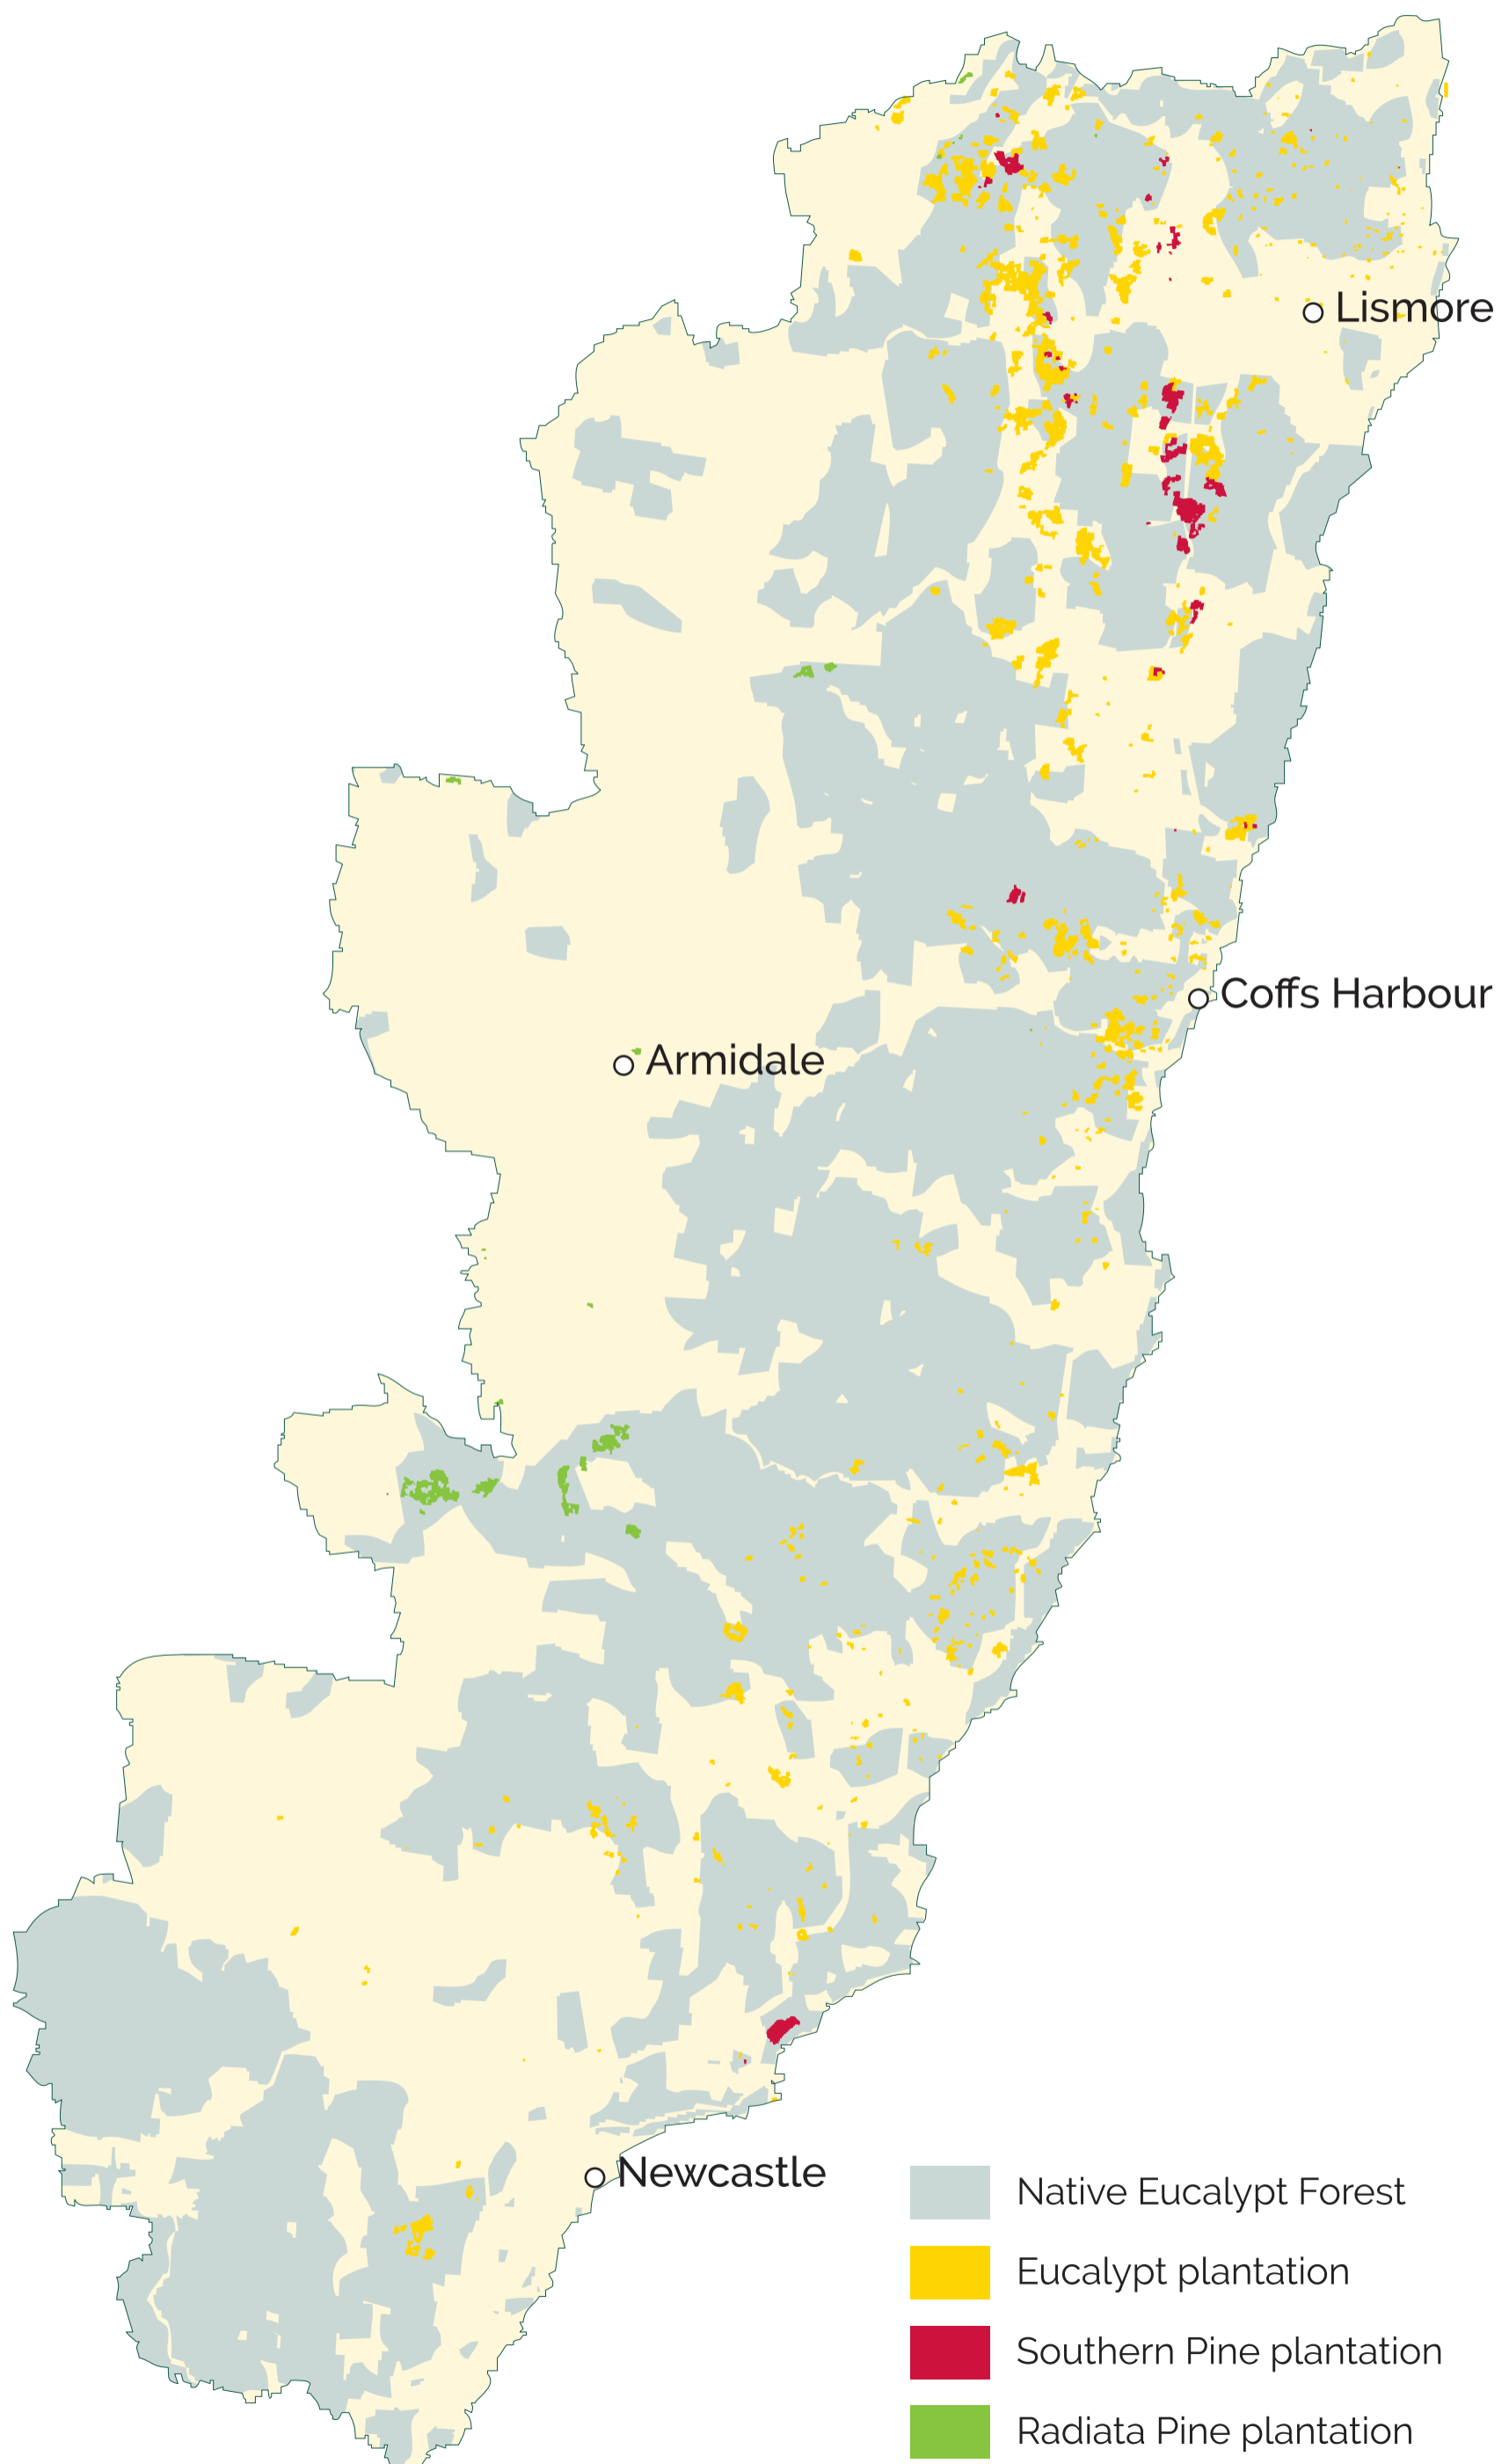 Lismore
Coffs Harbour
Armidale
Newcastle
Native Eucalypt Forest
Eucalypt plantation
Southern Pine plantation
Radiata Pine plantation